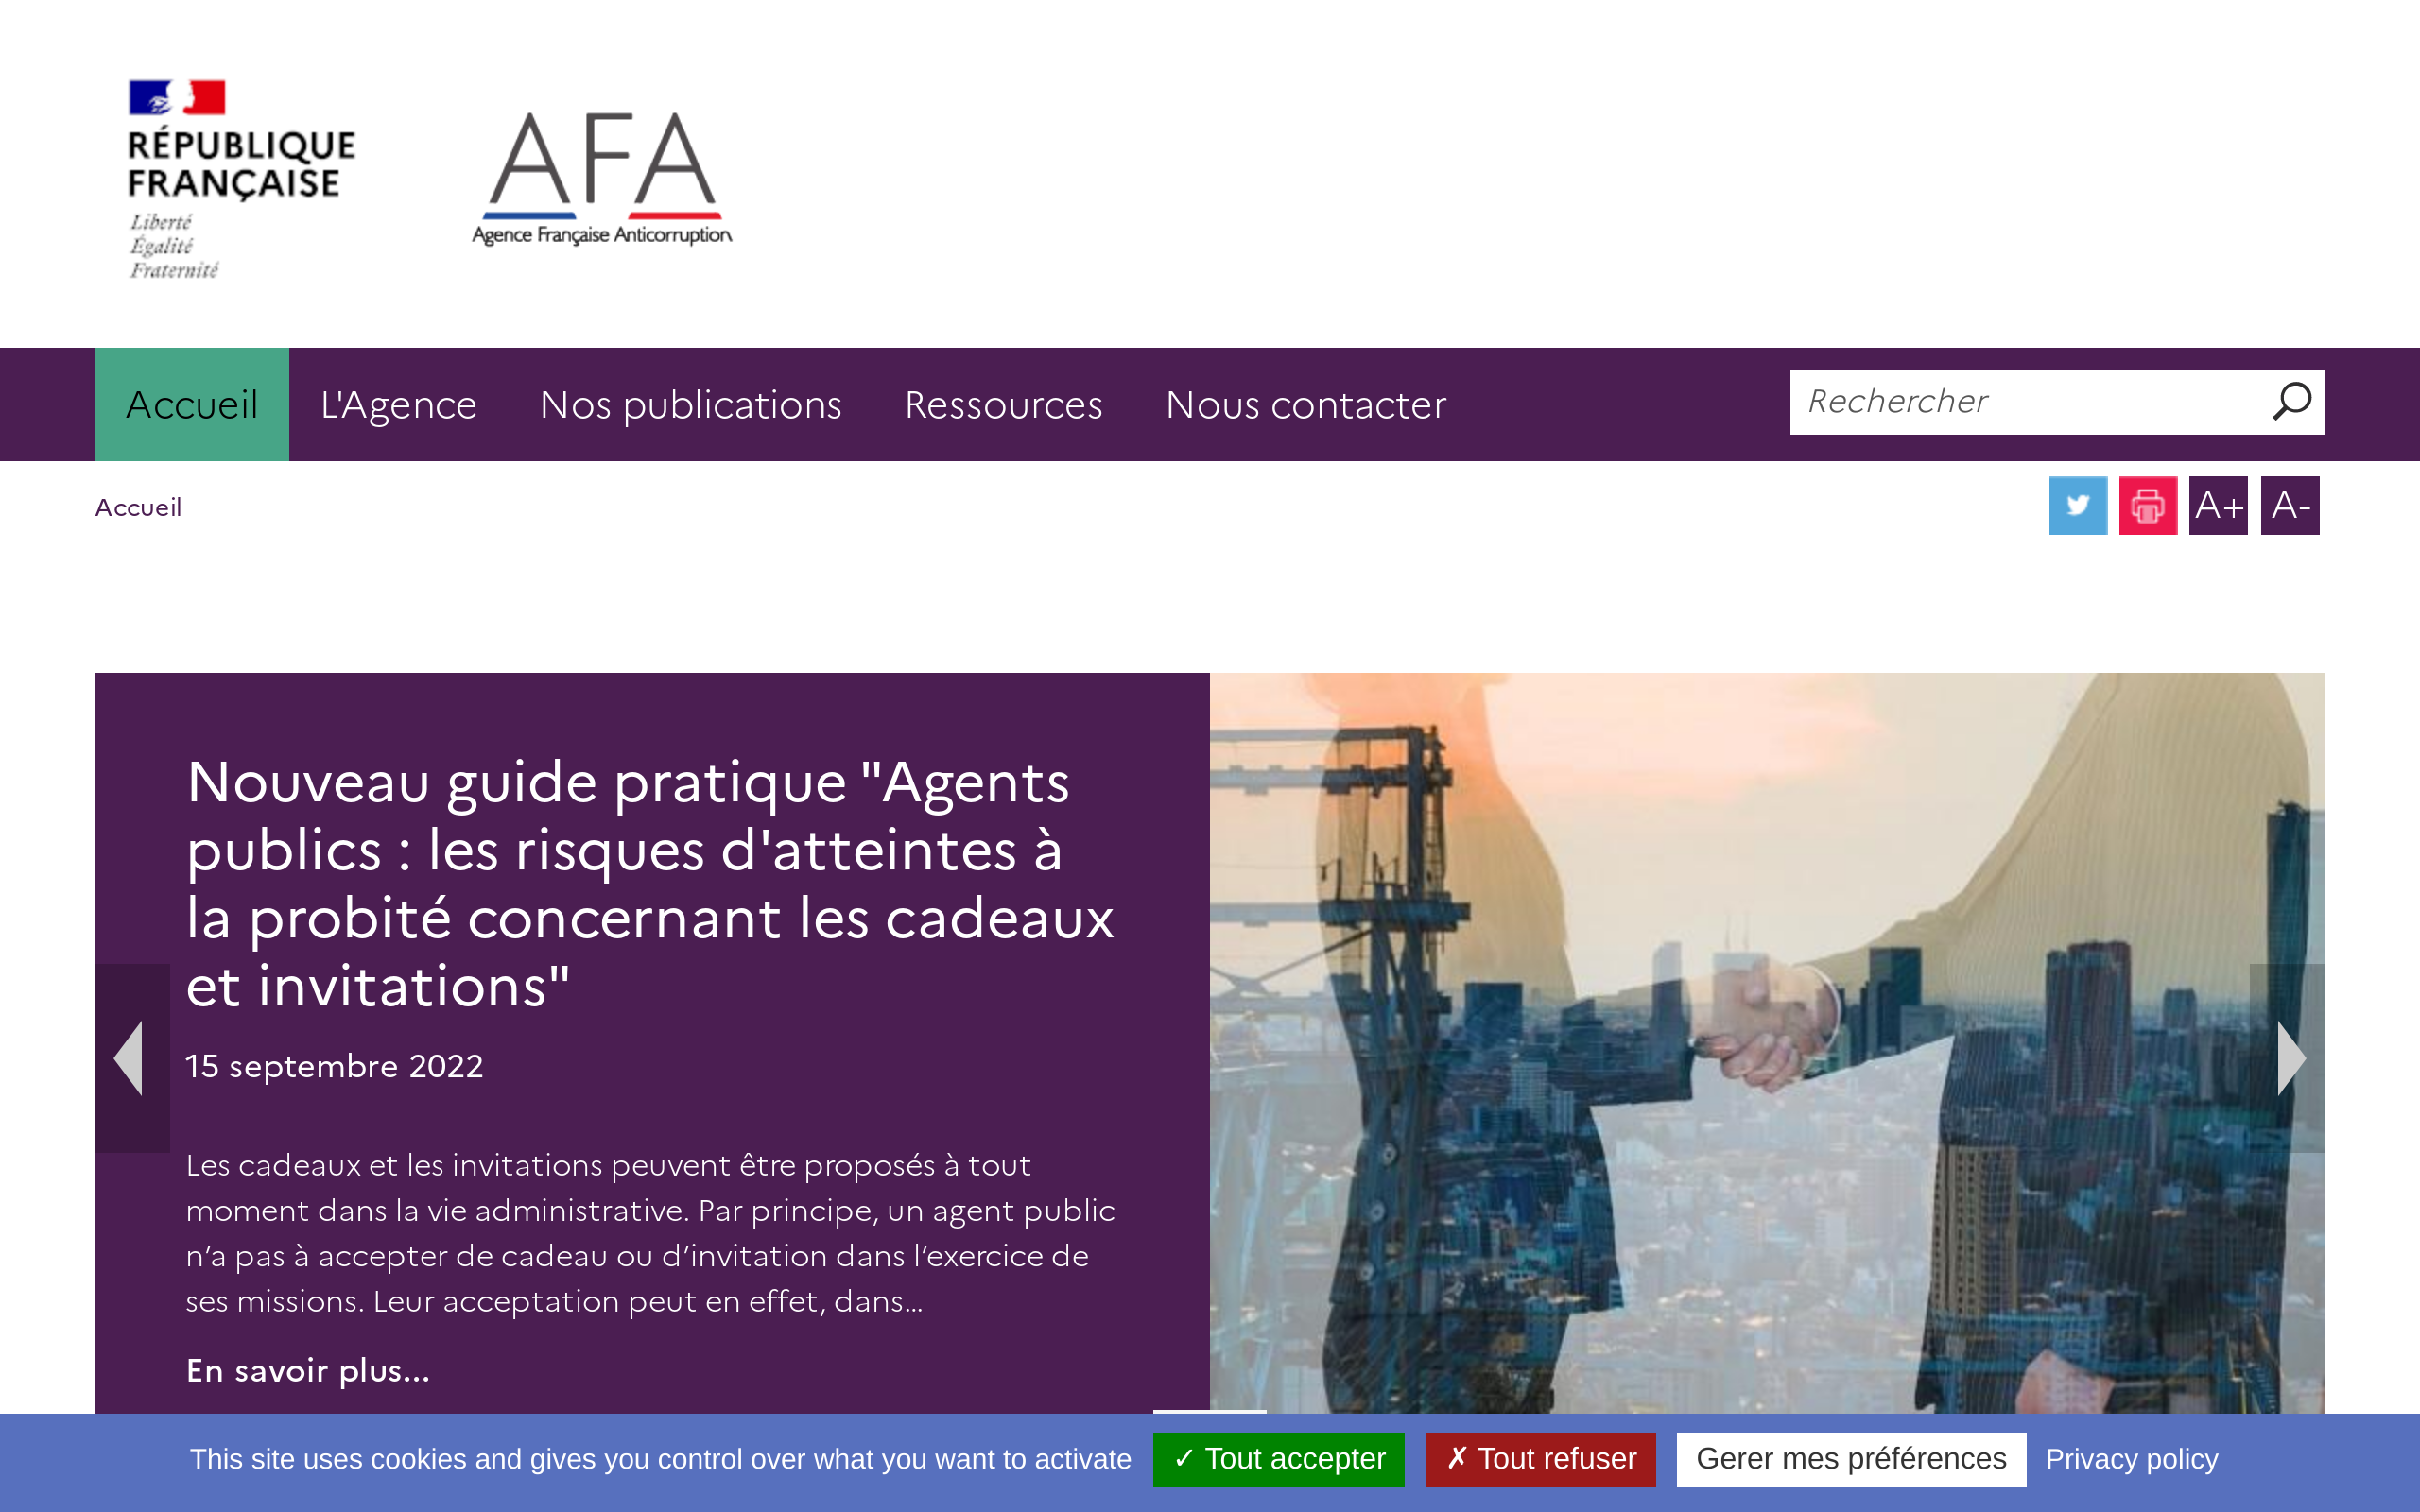 RÉPUBLIQUE
FRANÇAISE
Liberté
Égalité
Fraternité
AFA
Agence Française Anticorruption
Accueil L'Agence Nos publications Ressources Nous contacter Rechercher
Accueil A+ A-
Nouveau guide pratique "Agents
publics : les risques d'atteintes à
la probité concernant les cadeaux
et invitations"
15 septembre 2022
Les cadeaux et les invitations peuvent être proposés à tout
moment dans la vie administrative. Par principe, un agent public
n’a pas à accepter de cadeau ou d’invitation dans l’exercice de
ses missions. Leur acceptation peut en effet, dans...
En savoir plus...
This site uses cookies and gives you control over what you want to activate ✓ Tout accepter ✗ Tout refuser Gerer mes préférences Privacy policy